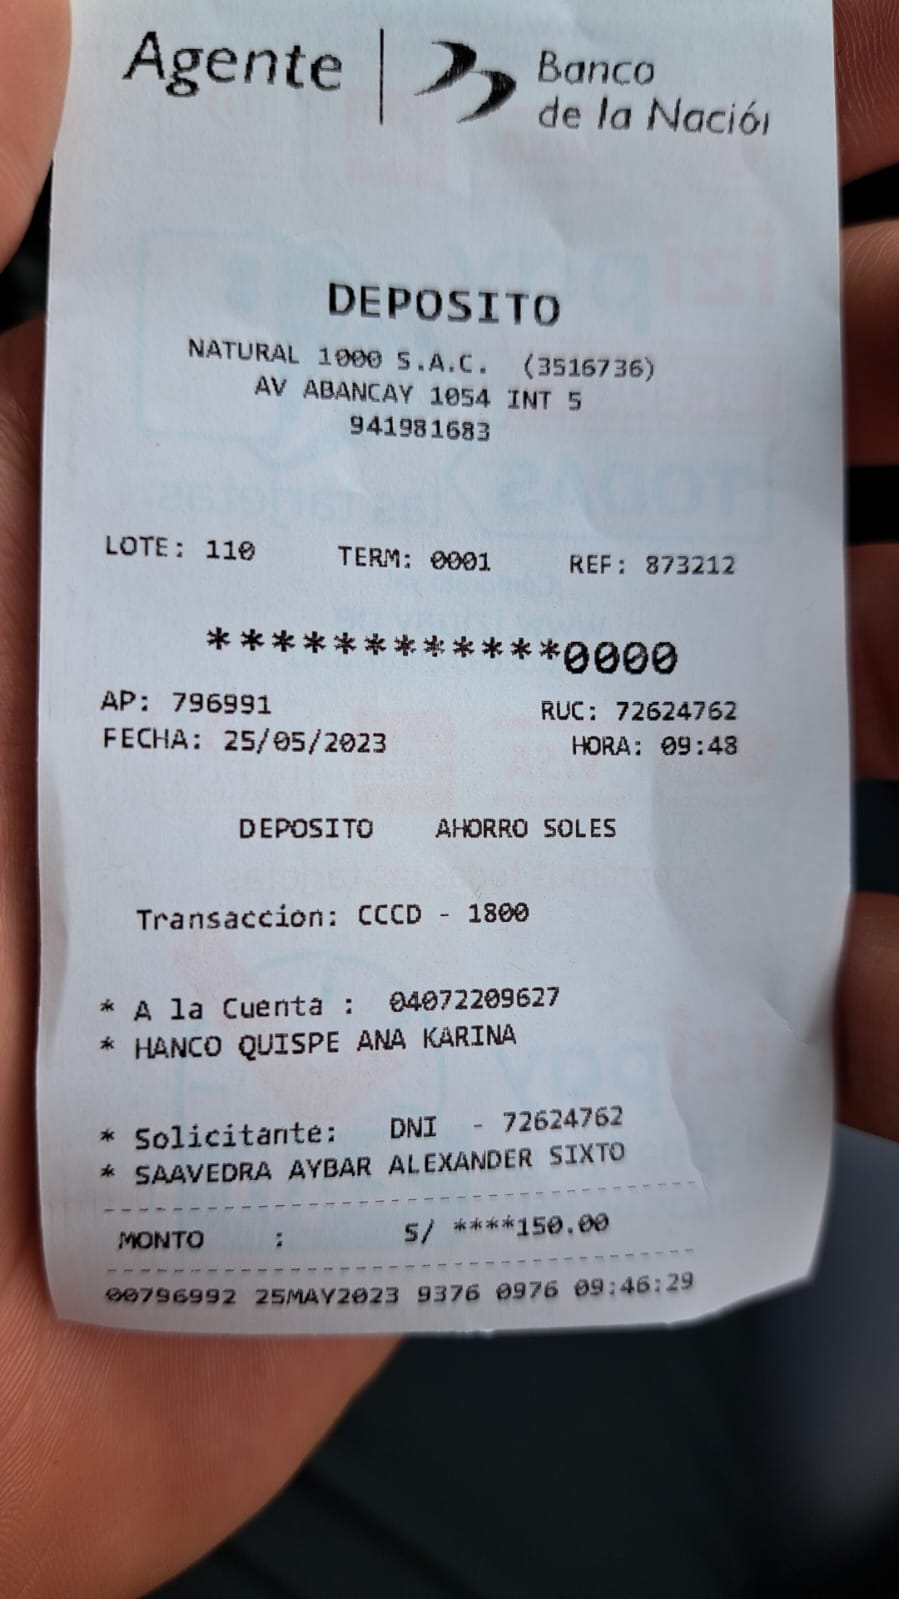 Agente | Banco
de la Nación
DEPOSITO
NATURAL 1000 S.A.C. (3516736)
AV ABANCAY 1054 INT 5
941981683
LOTE: 110 TERM: 0001 REF: 873212
************0000
AP: 796991 RUC: 72624762
FECHA: 25/05/2023 HORA: 09:48
DEPOSITO AHORRO SOLES
Transaccion: CCCD - 1800
* A la Cuenta : 04072209627
* HANCO QUISPE ANA KARINA
* Solicitante: DNI - 72624762
* SAAVEDRA AYBAR ALEXANDER SIXTO
MONTO : S/ ****150.00
00796992 25MAY2023 9376 0976 09:46:29